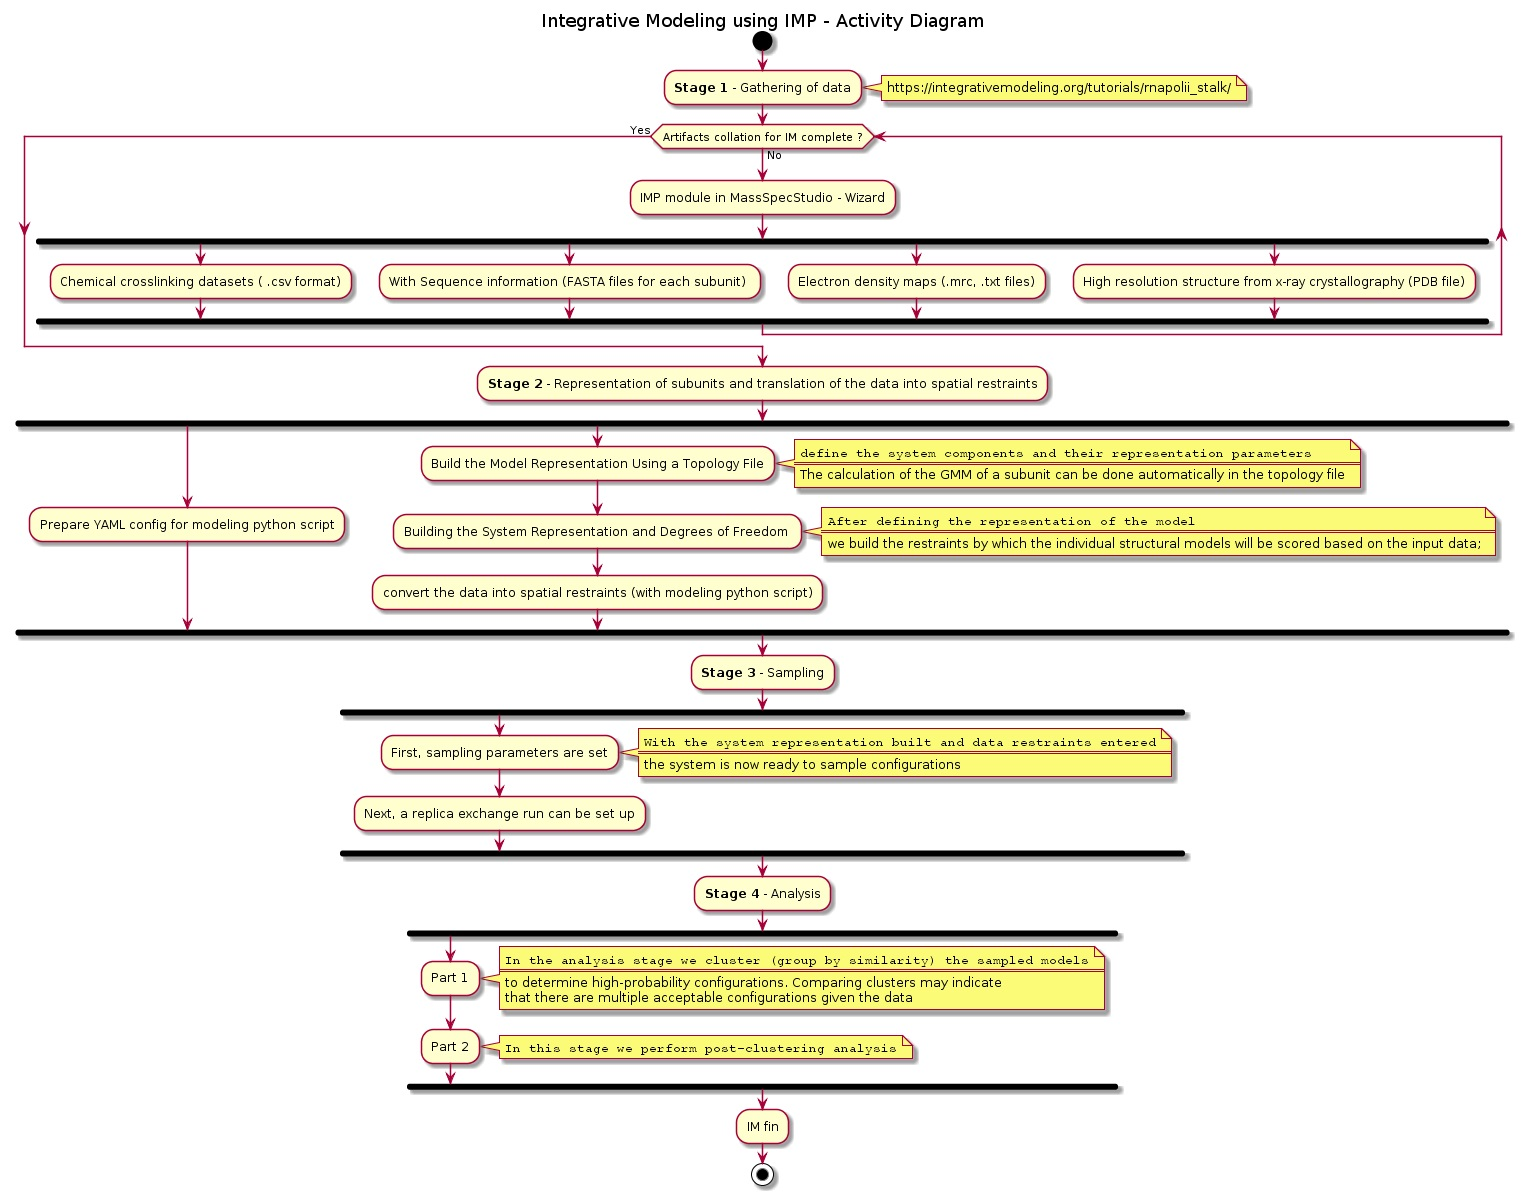 Integrative Modeling using IMP - Activity Diagram
Stage 1 - Gathering of data
https://integrativemodeling.org/tutorials/rnapolii_stalk/
Yes
Artifacts collation for IM complete ?
No
IMP module in MassSpecStudio - Wizard
Chemical crosslinking datasets ( .csv format)
With Sequence information (FASTA files for each subunit)
Electron density maps (.mrc, .txt files)
High resolution structure from x-ray crystallography (PDB file)
Stage 2 - Representation of subunits and translation of the data into spatial restraints
Build the Model Representation Using a Topology File
define the system components and their representation parameters
The calculation of the GMM of a subunit can be done automatically in the topology file
Prepare YAML config for modeling python script
Building the System Representation and Degrees of Freedom
After defining the representation of the model
we build the restraints by which the individual structural models will be scored based on the input data;
convert the data into spatial restraints (with modeling python script)
Stage 3 - Sampling
First, sampling parameters are set
With the system representation built and data restraints entered
the system is now ready to sample configurations
Next, a replica exchange run can be set up
Stage 4 - Analysis
Part 1
In the analysis stage we cluster (group by similarity) the sampled models
to determine high-probability configurations. Comparing clusters may indicate
that there are multiple acceptable configurations given the data
Part 2
In this stage we perform post-clustering analysis
IM fin